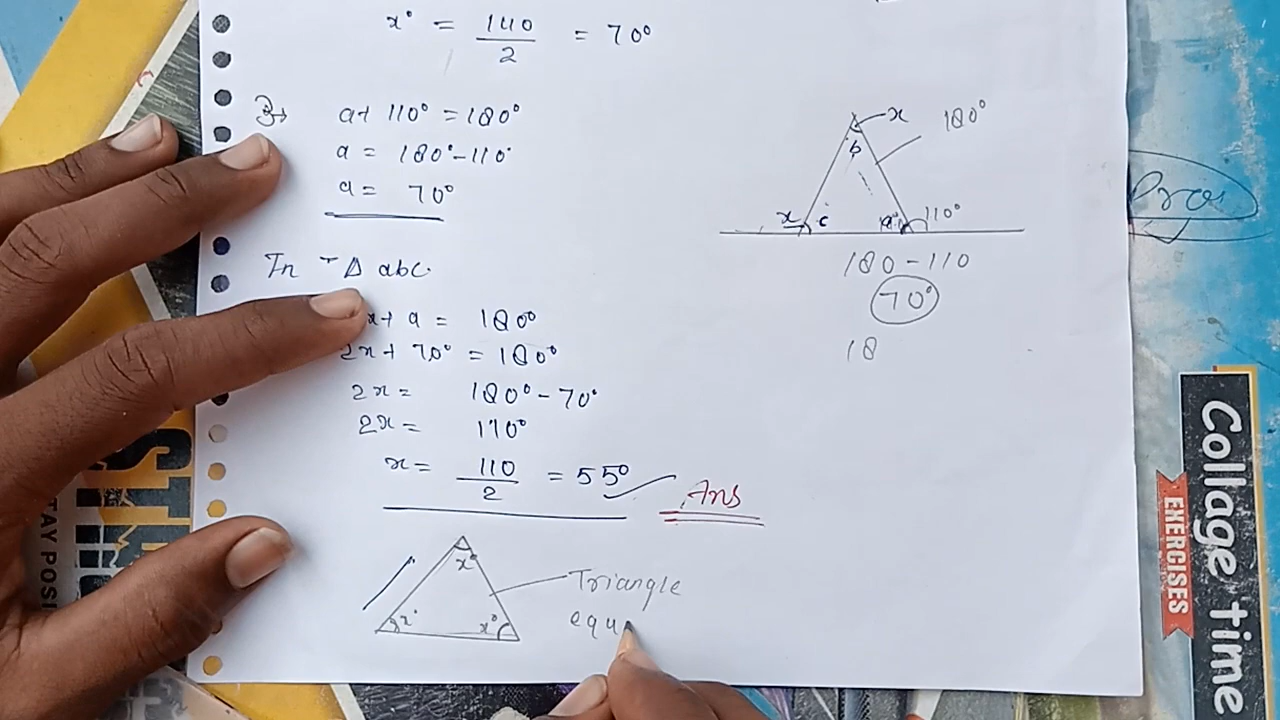 x° = 140/2 = 70°
3→ a+ 110° = 180°
a = 180°-110°
a = 70°
In Δ abc.
x+ a = 180°
2x+ 70° = 180°
2x = 180° - 70°
2x = 110°
x = 110/2 = 55°
Ans
x°
x°
x°
Triangle
equ
x
180°
b
x
c
a
110°
180-110
70°
18
Collage time
EXERCISES